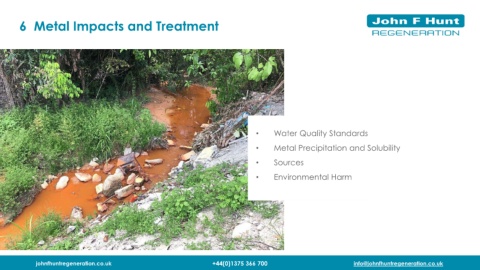 6 Metal Impacts and Treatment
John F Hunt
REGENERATION
• Water Quality Standards
• Metal Precipitation and Solubility
• Sources
• Environmental Harm
johnfhuntregeneration.co.uk +44(0)1375 366 700 info@johnfhuntregeneration.co.uk